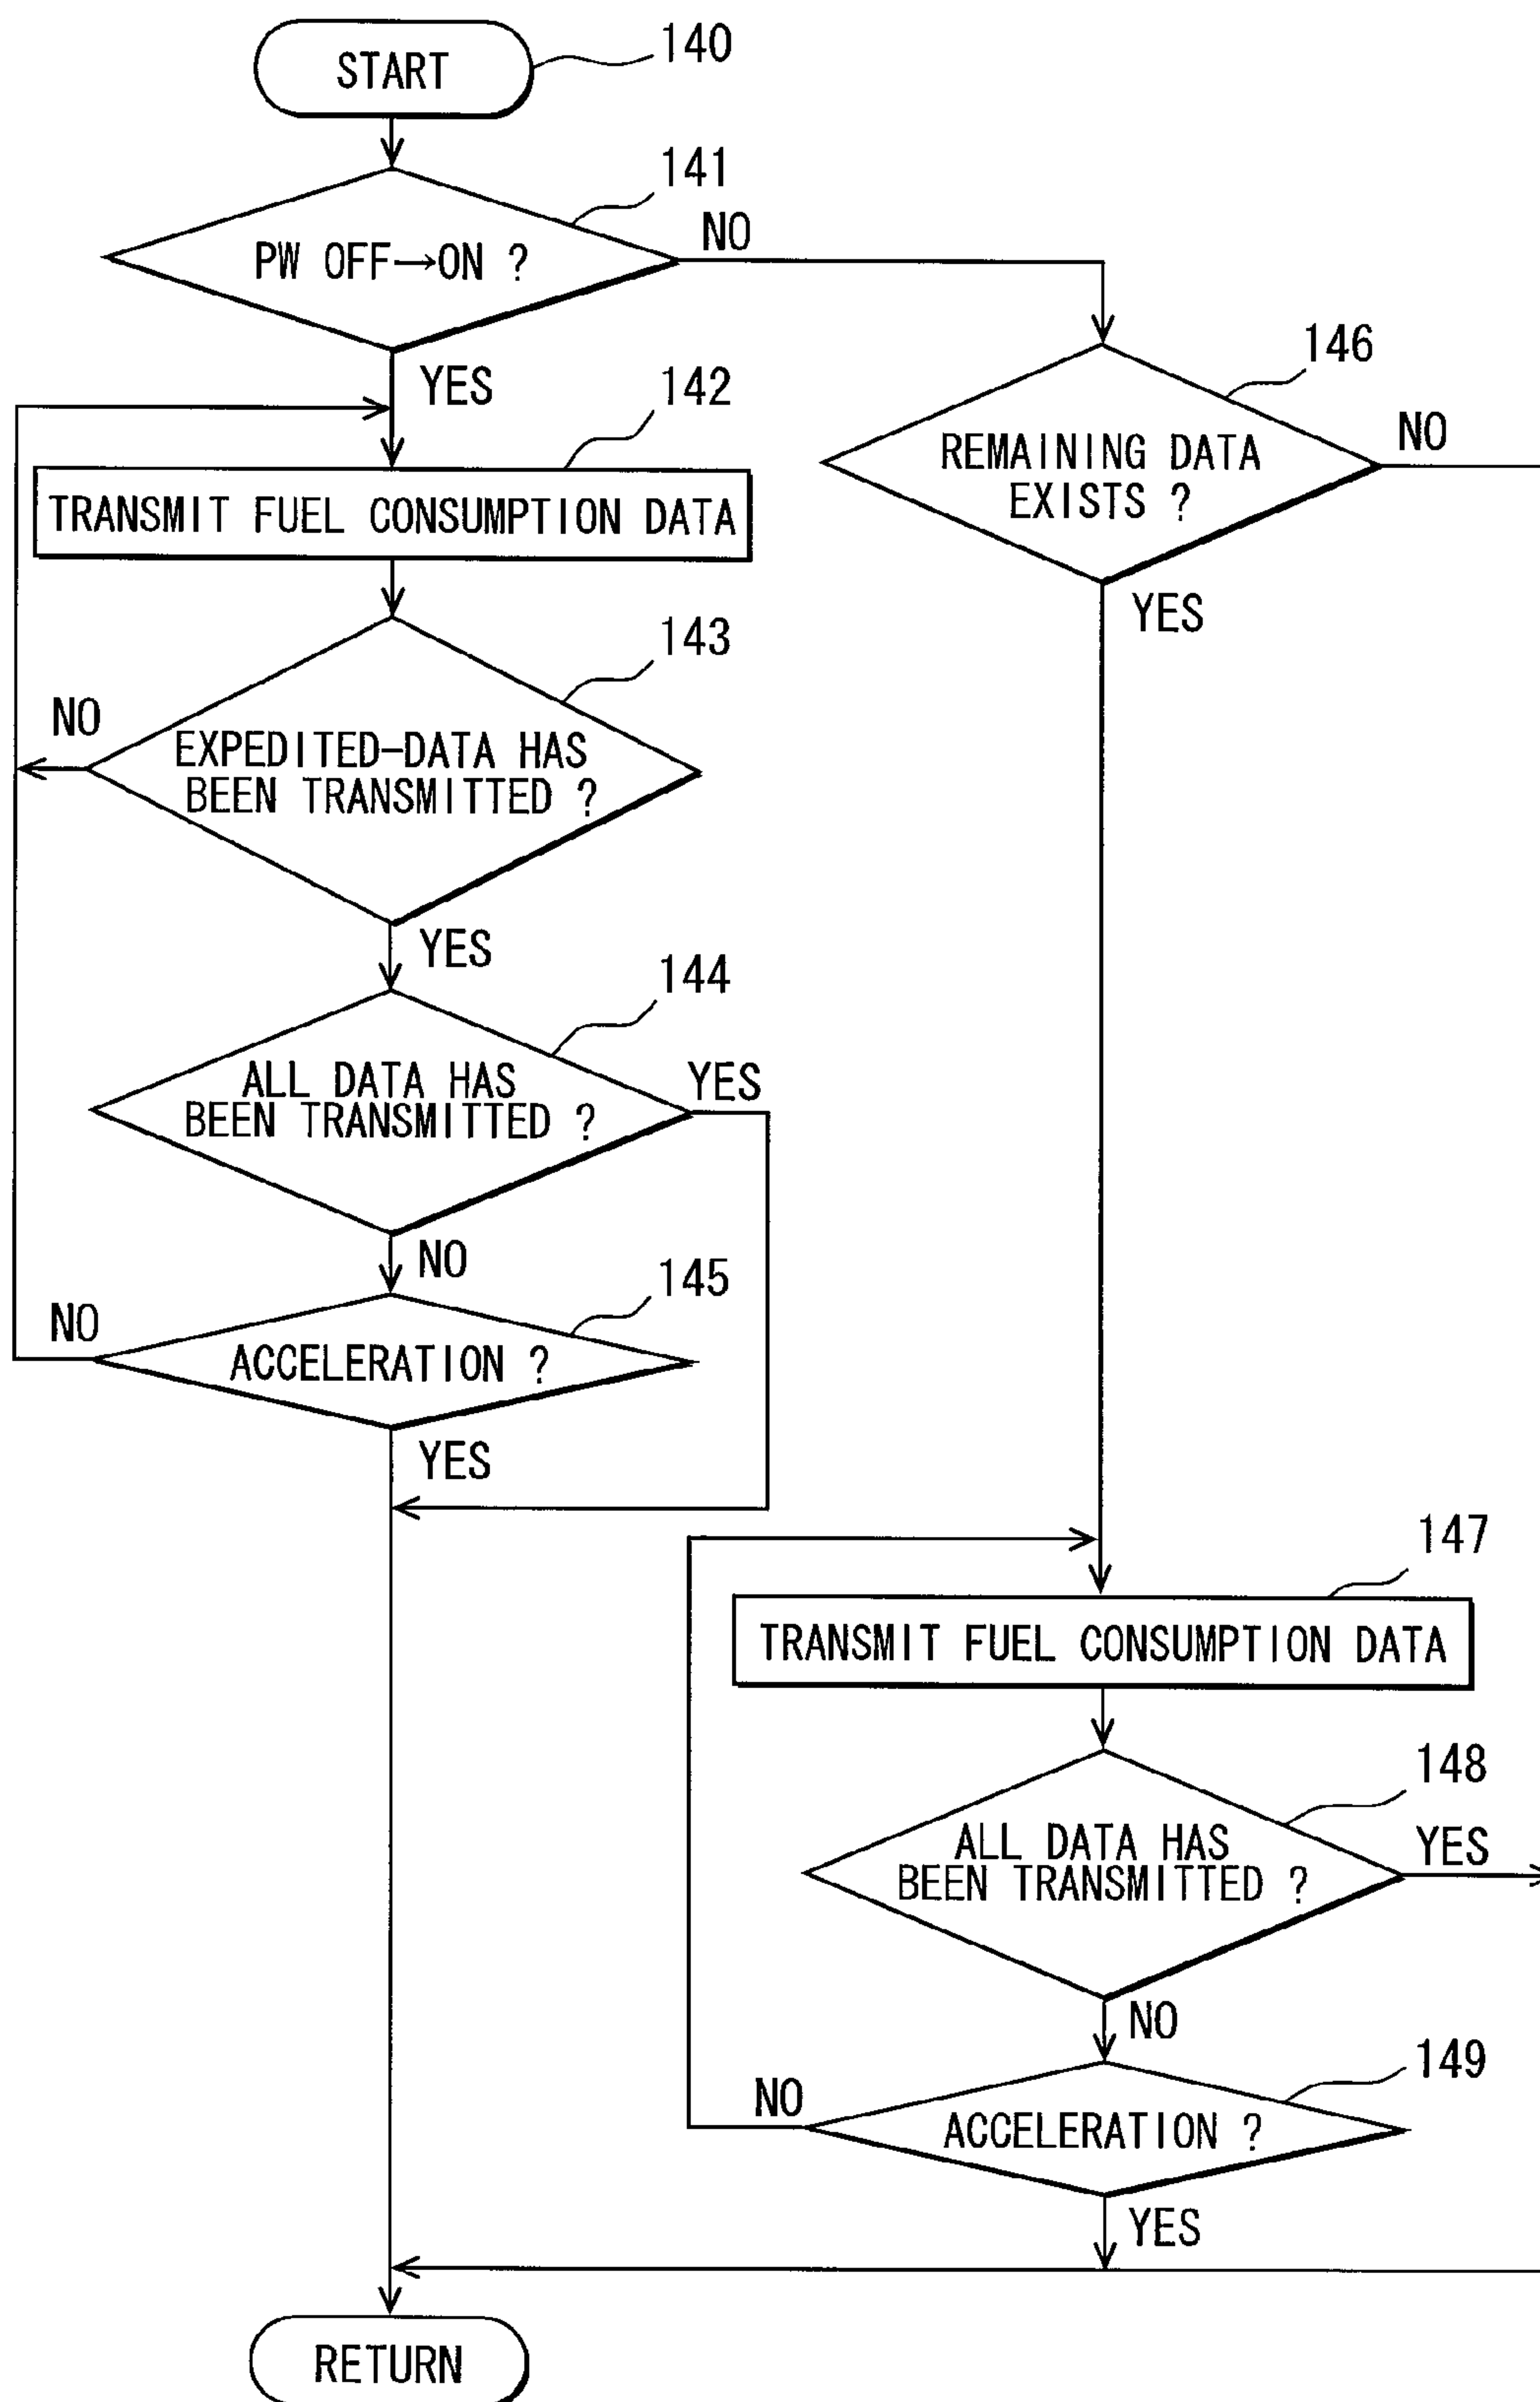 START
140
141
PW OFF→ON ?
NO
YES
142
TRANSMIT FUEL CONSUMPTION DATA
143
NO
EXPEDITED-DATA HAS
BEEN TRANSMITTED ?
YES
144
ALL DATA HAS
BEEN TRANSMITTED ?
YES
NO
145
NO
ACCELERATION ?
YES
146
REMAINING DATA
EXISTS ?
NO
YES
147
TRANSMIT FUEL CONSUMPTION DATA
148
ALL DATA HAS
BEEN TRANSMITTED ?
YES
NO
149
NO
ACCELERATION ?
YES
RETURN